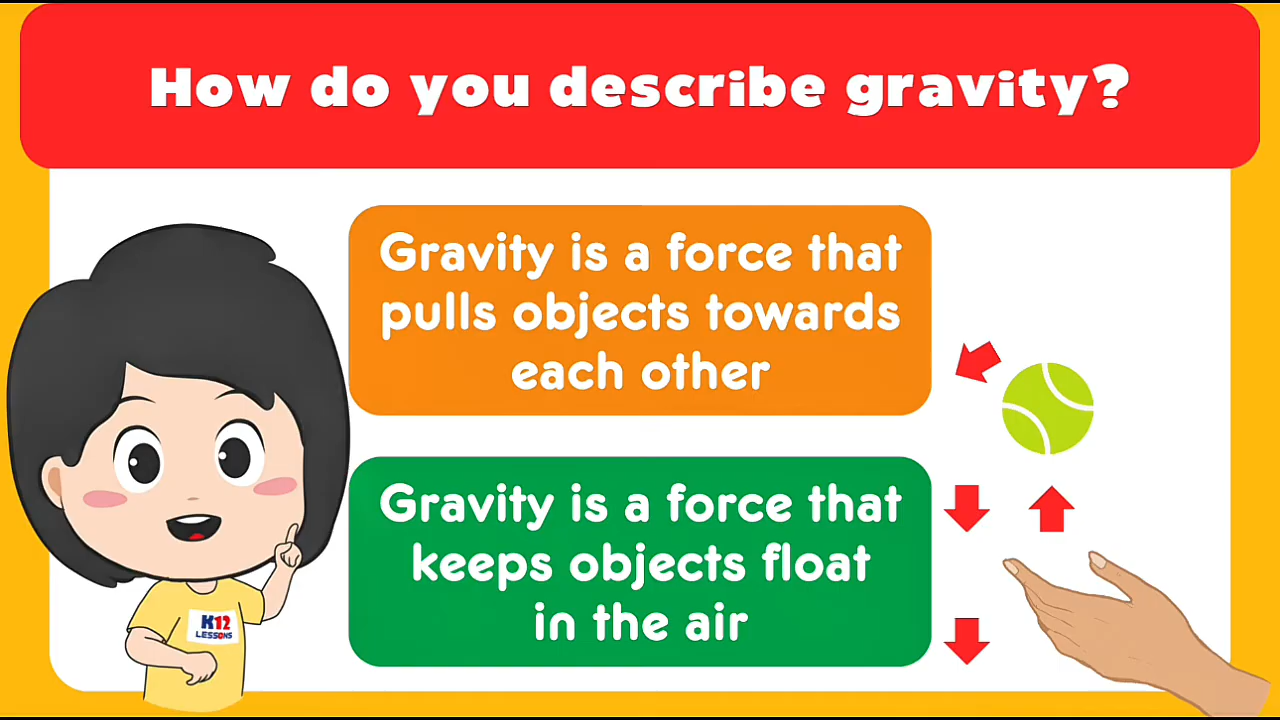 How do you describe gravity?
Gravity is a force that
pulls objects towards
each other
Gravity is a force that
keeps objects float
in the air
K12
LESSONS